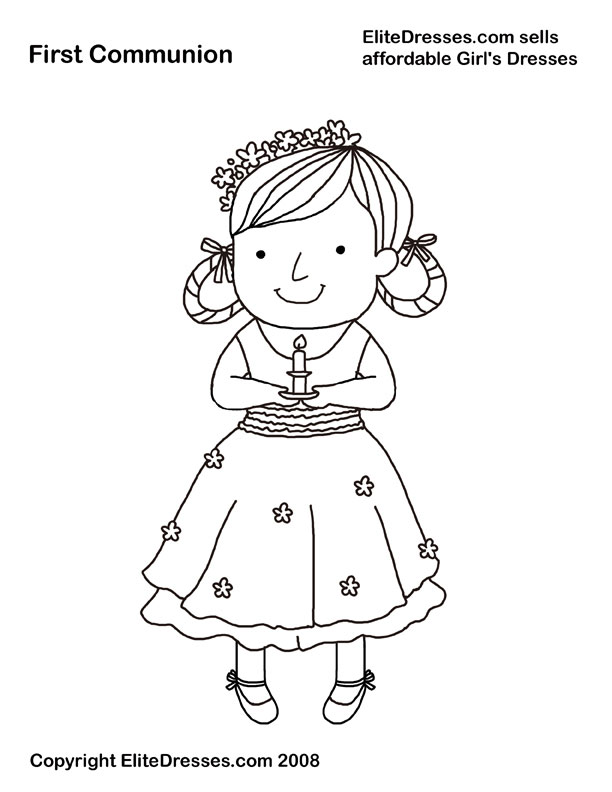 First Communion
EliteDresses.com sells
affordable Girl's Dresses
Copyright EliteDresses.com 2008